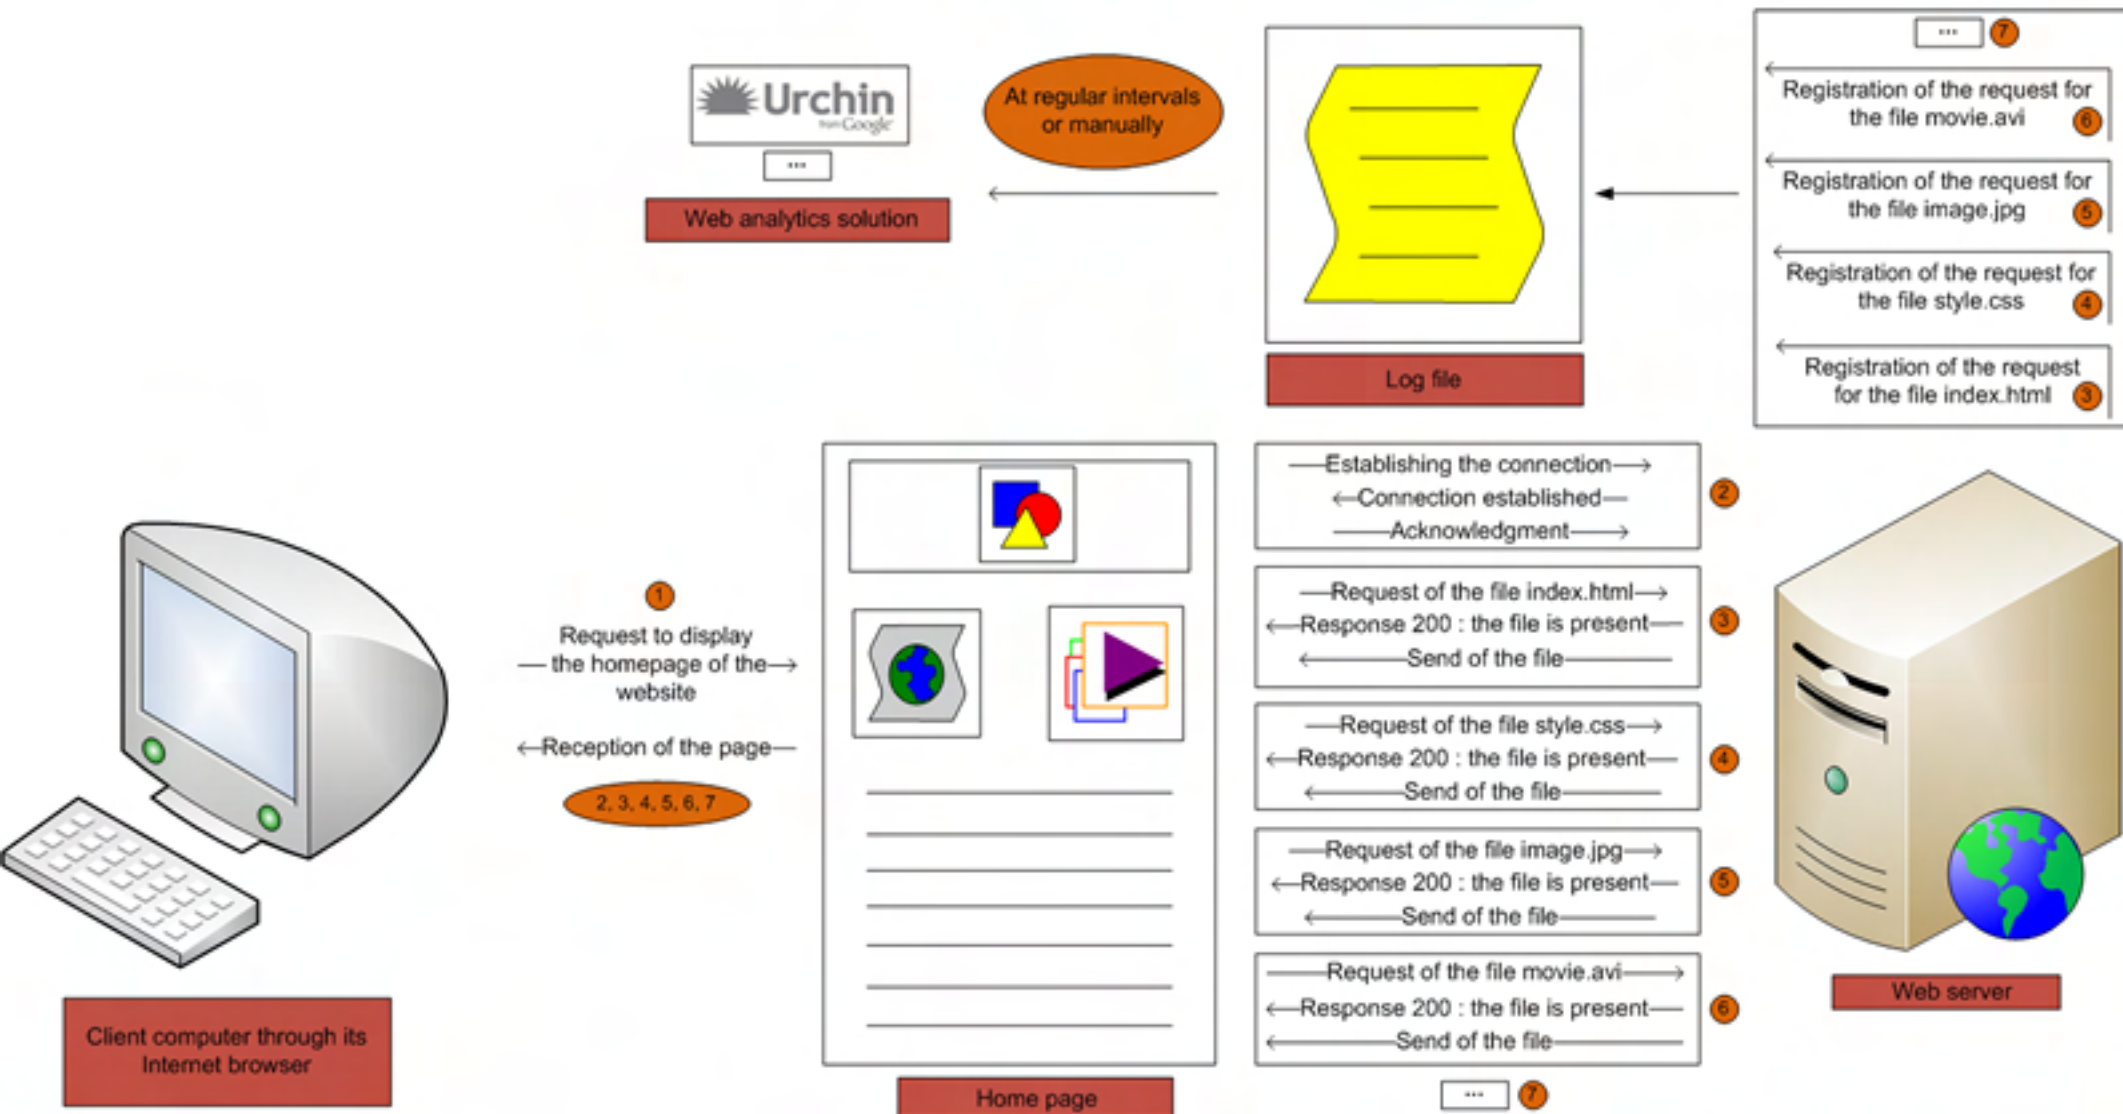 Urchin
from Google
...
Web analytics solution
At regular intervals
or manually
Log file
... 7
Registration of the request for
the file movie.avi 6
Registration of the request for
the file image.jpg 5
Registration of the request for
the file style.css 4
Registration of the request
for the file index.html 3
1
Request to display
the homepage of the
website
Reception of the page
2, 3, 4, 5, 6, 7
Client computer through its
Internet browser
Home page
Establishing the connection
Connection established 2
Acknowledgment
Request of the file index.html
Response 200 : the file is present 3
Send of the file
Request of the file style.css
Response 200 : the file is present 4
Send of the file
Request of the file image.jpg
Response 200 : the file is present 5
Send of the file
Request of the file movie.avi
Response 200 : the file is present 6
Send of the file
... 7
Web server